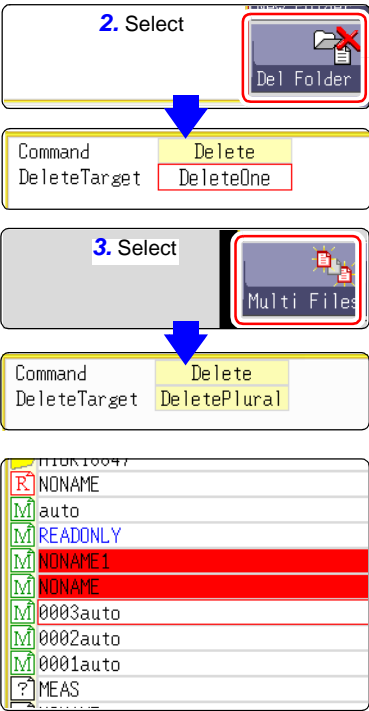 2. Select
Del Folder
Command Delete
DeleteTarget DeleteOne
3. Select
Multi Files
Command Delete
DeleteTarget DeletePlural
R NONAME
M auto
M READONLY
M NONAME1
M NONAME
M 0003auto
M 0002auto
M 0001auto
? MEAS